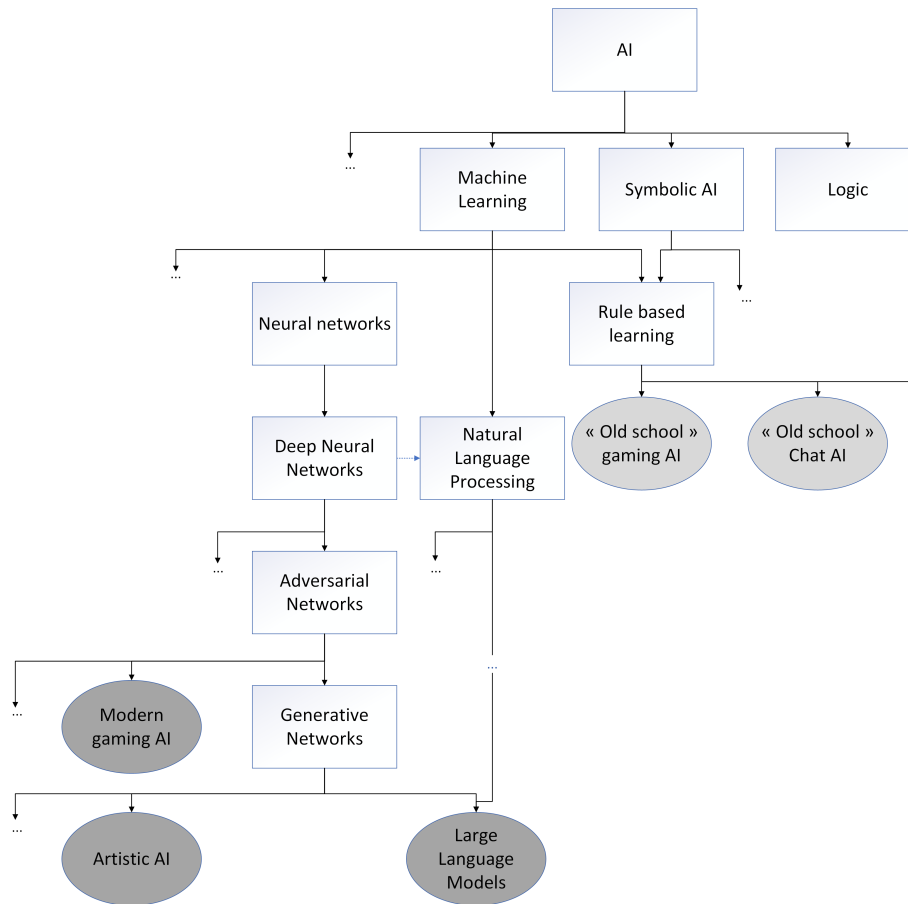 AI
...
Machine
Learning
Symbolic AI
Logic
...
Neural networks
Rule based
learning
...
Deep Neural
Networks
Natural
Language
Processing
« Old school »
gaming AI
« Old school »
Chat AI
...
...
Adversarial
Networks
...
...
Modern
gaming AI
Generative
Networks
...
Artistic AI
Large
Language
Models